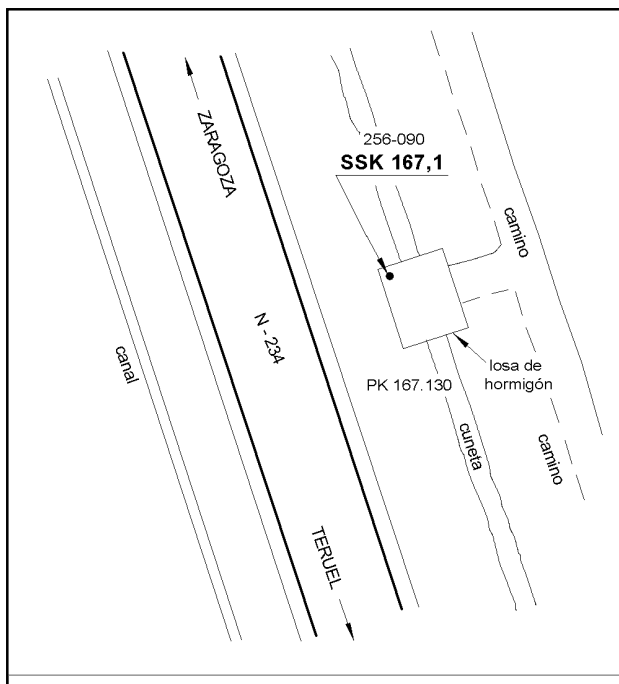 ZARAGOZA
256-090
SSK 167,1
camino
N - 234
canal
losa de
hormigón
PK 167.130
cuneta
camino
TERUEL